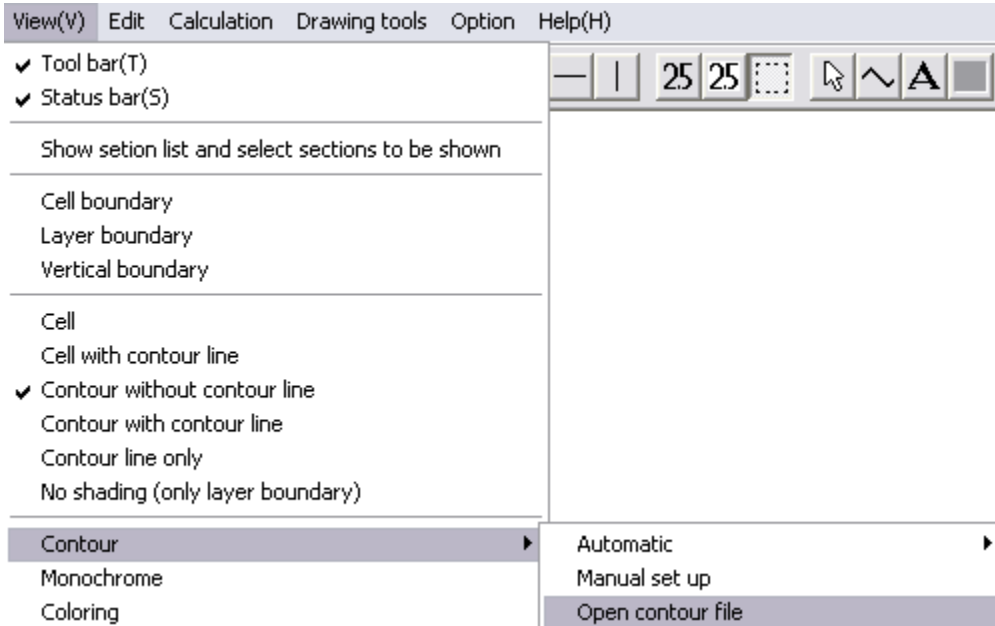 View(V) Edit Calculation Drawing tools Option Help(H)
Tool bar(T)
Status bar(S)
25 25 A
Show setion list and select sections to be shown
Cell boundary
Layer boundary
Vertical boundary
Cell
Cell with contour line
Contour without contour line
Contour with contour line
Contour line only
No shading (only layer boundary)
Contour
Monochrome
Coloring
Automatic
Manual set up
Open contour file